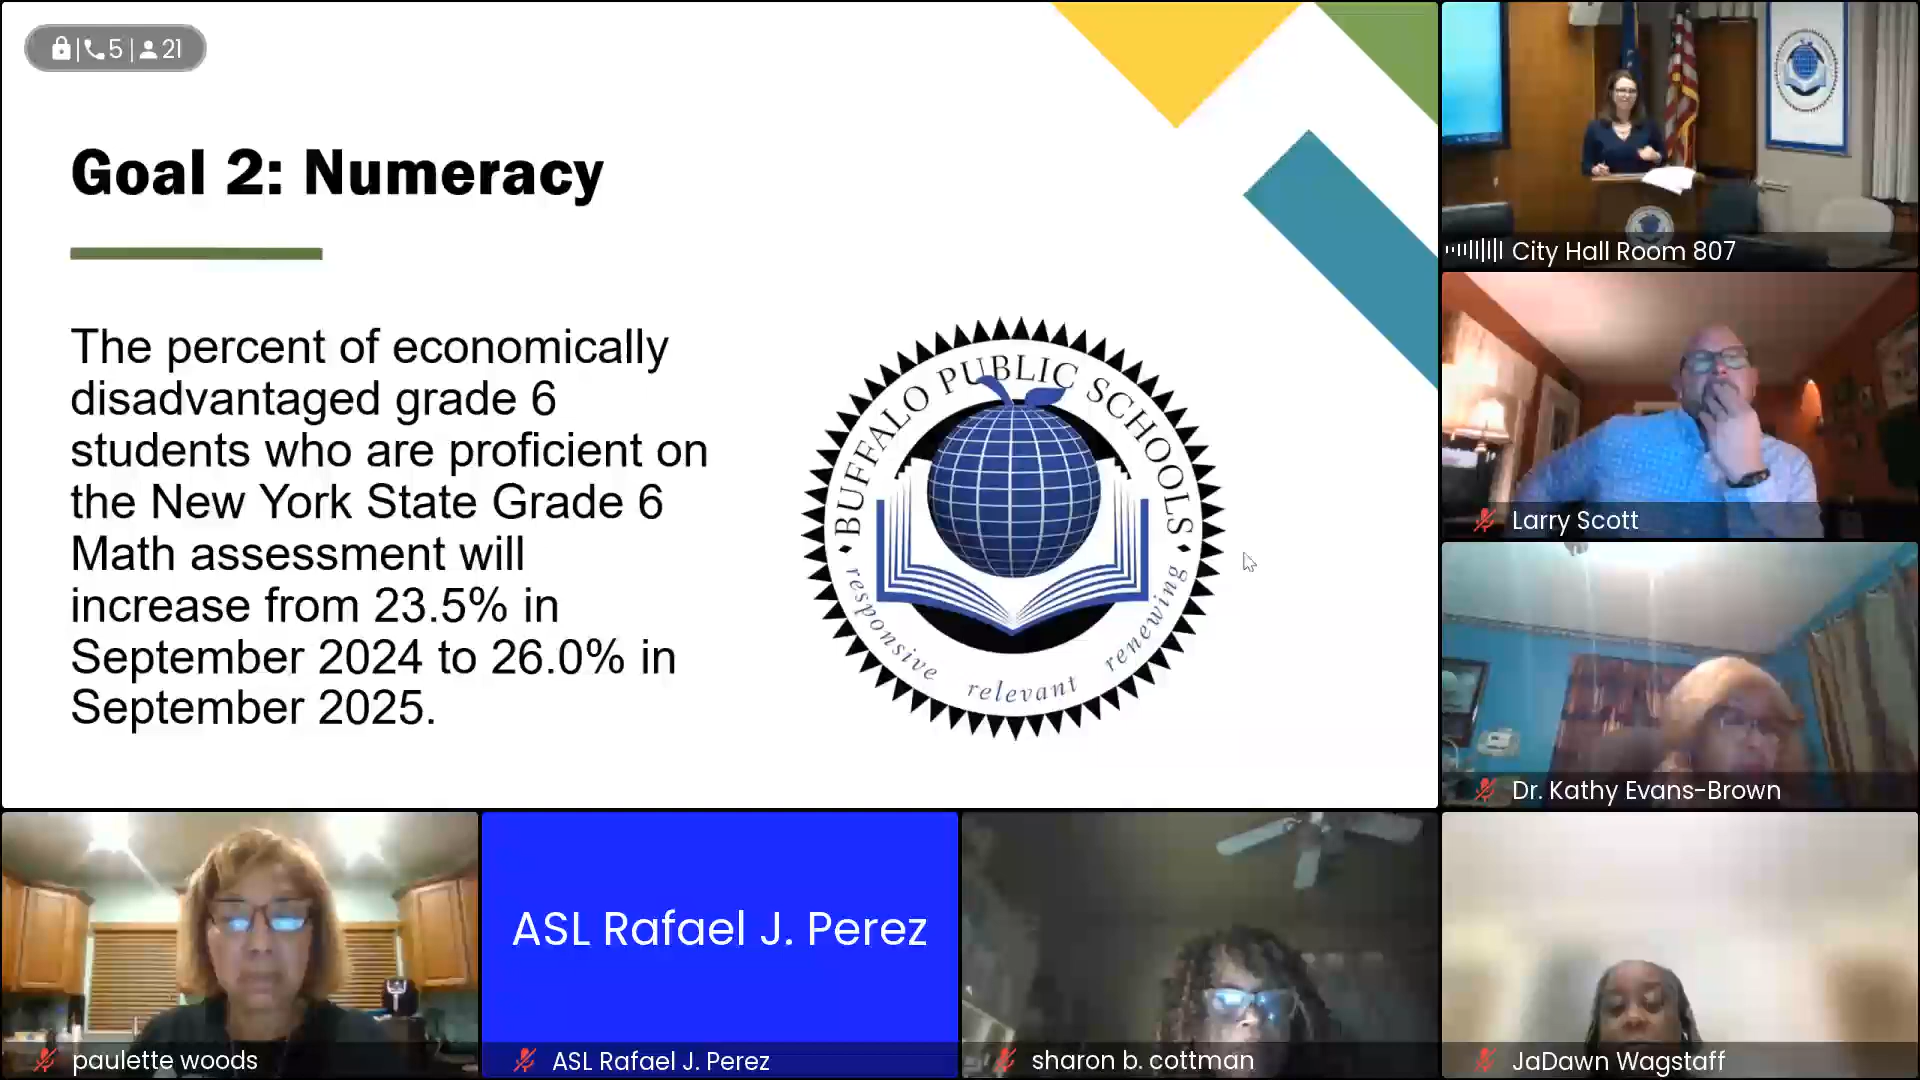 5
21
Goal 2: Numeracy
The percent of economically
disadvantaged grade 6
students who are proficient on
the New York State Grade 6
Math assessment will
increase from 23.5% in
September 2024 to 26.0% in
September 2025.
BUFFALO PUBLIC SCHOOLS
responsive relevant renewing
City Hall Room 807
Larry Scott
Dr. Kathy Evans-Brown
paulette woods
ASL Rafael J. Perez
ASL Rafael J. Perez
sharon b. cottman
JaDawn Wagstaff